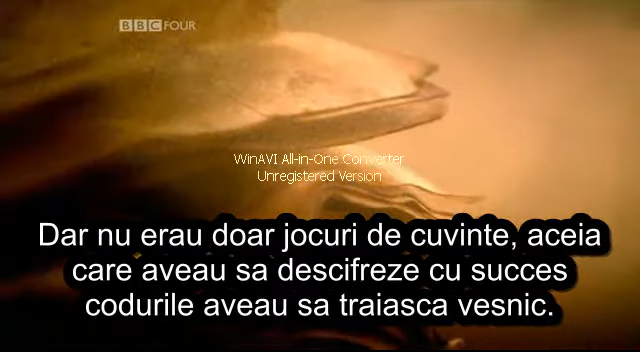 BBC FOUR
WinAVI All-in-One Converter
Unregistered Version
Dar nu erau doar jocuri de cuvinte, aceia
care aveau sa descifreze cu succes
codurile aveau sa traiasca vesnic.